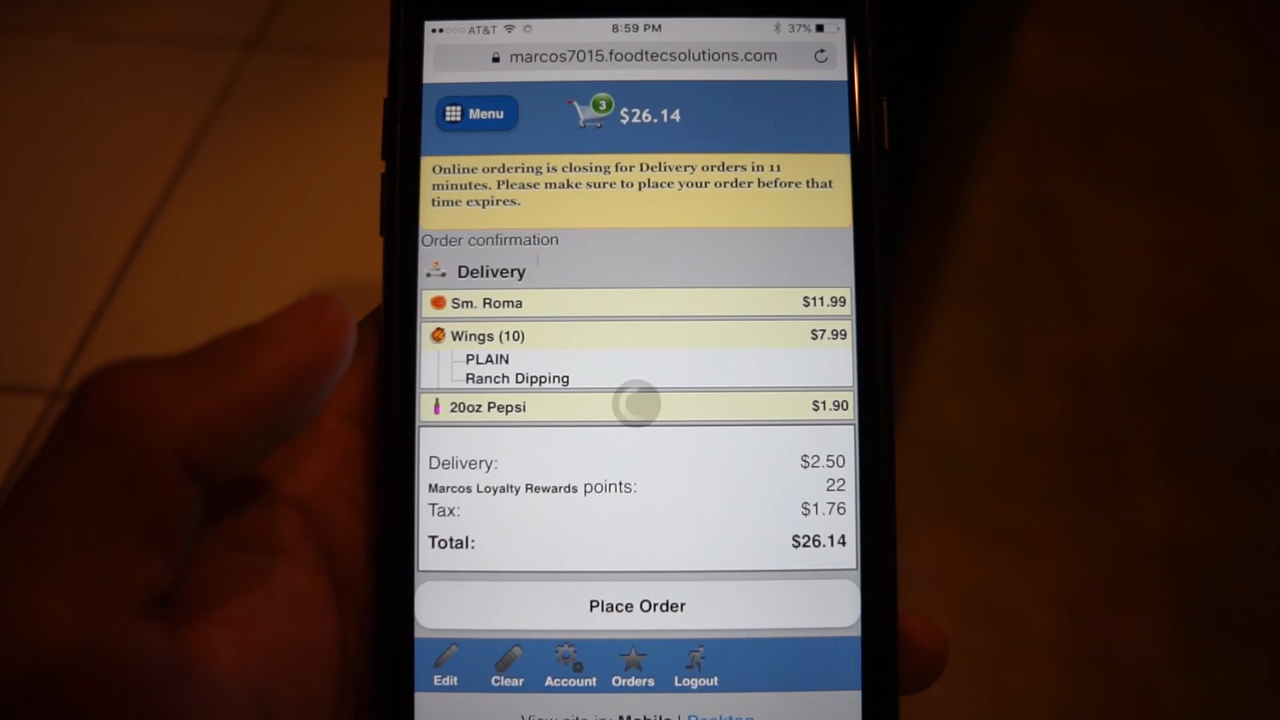 AT&T 8:59 PM 37%
marcos7015.foodtecsolutions.com
Menu 3 $26.14
Online ordering is closing for Delivery orders in 11
minutes. Please make sure to place your order before that
time expires.
Order confirmation
Delivery
Sm. Roma $11.99
Wings (10) $7.99
PLAIN
Ranch Dipping
20oz Pepsi $1.90
Delivery: $2.50
Marcos Loyalty Rewards points: 22
Tax: $1.76
Total: $26.14
Place Order
Edit Clear Account Orders Logout
View site in: Mobile | Desktop